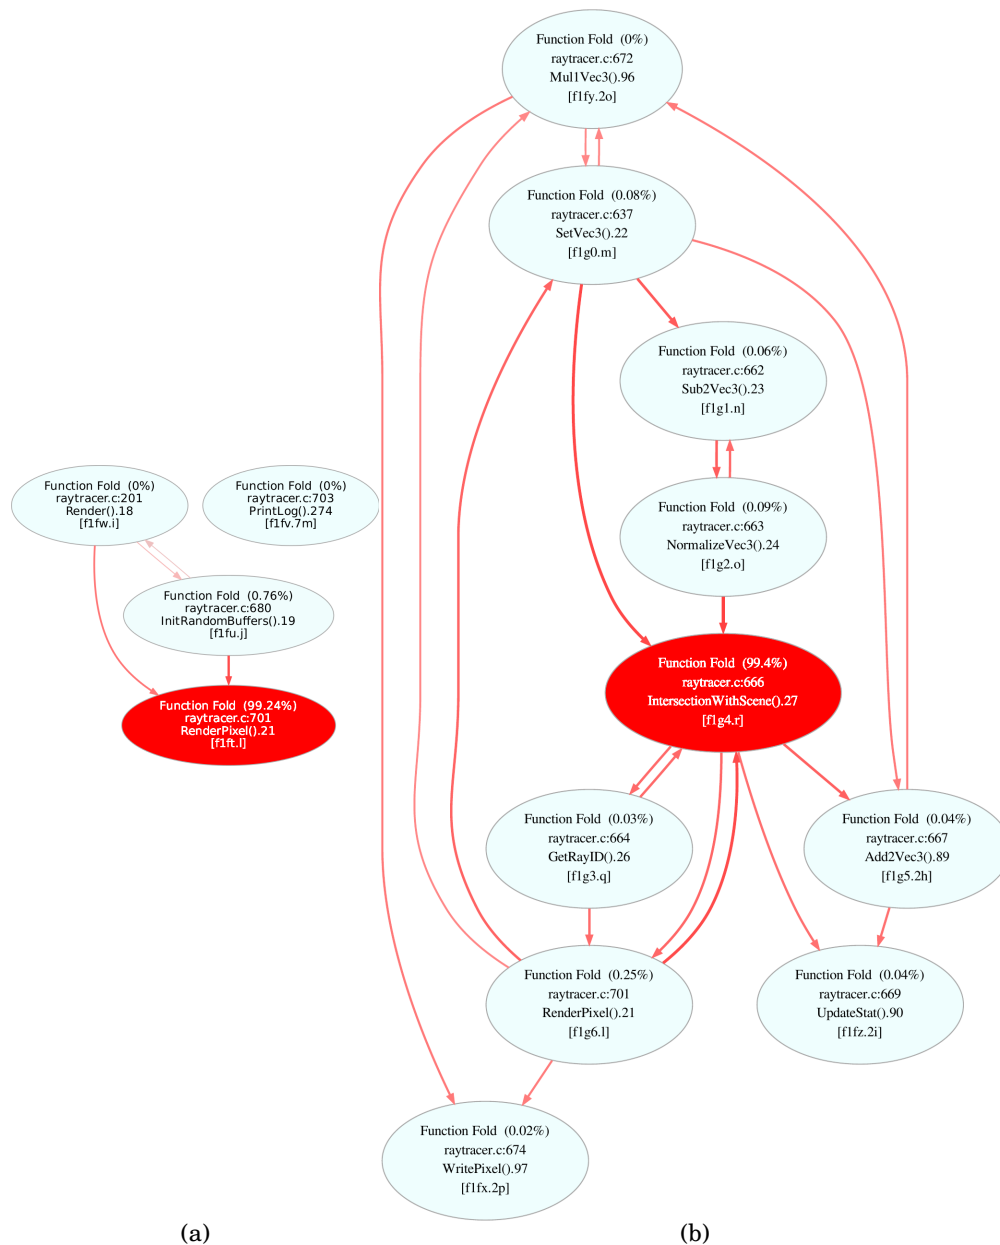 Function Fold (0%)
raytracer.c:201
Render().18
[f1fw.i]
Function Fold (0%)
raytracer.c:703
PrintLog().274
[f1fv.7m]
Function Fold (0.76%)
raytracer.c:680
InitRandomBuffers().19
[f1fu.j]
Function Fold (99.24%)
raytracer.c:701
RenderPixel().21
[f1ft.l]
(a)
Function Fold (0%)
raytracer.c:672
Mul1Vec3().96
[f1fy.2o]
Function Fold (0.08%)
raytracer.c:637
SetVec3().22
[f1g0.m]
Function Fold (0.06%)
raytracer.c:662
Sub2Vec3().23
[f1g1.n]
Function Fold (0.09%)
raytracer.c:663
NormalizeVec3().24
[f1g2.o]
Function Fold (99.4%)
raytracer.c:666
IntersectionWithScene().27
[f1g4.r]
Function Fold (0.03%)
raytracer.c:664
GetRayID().26
[f1g3.q]
Function Fold (0.04%)
raytracer.c:667
Add2Vec3().89
[f1g5.2h]
Function Fold (0.25%)
raytracer.c:701
RenderPixel().21
[f1g6.l]
Function Fold (0.04%)
raytracer.c:669
UpdateStat().90
[f1fz.2i]
Function Fold (0.02%)
raytracer.c:674
WritePixel().97
[f1fx.2p]
(b)